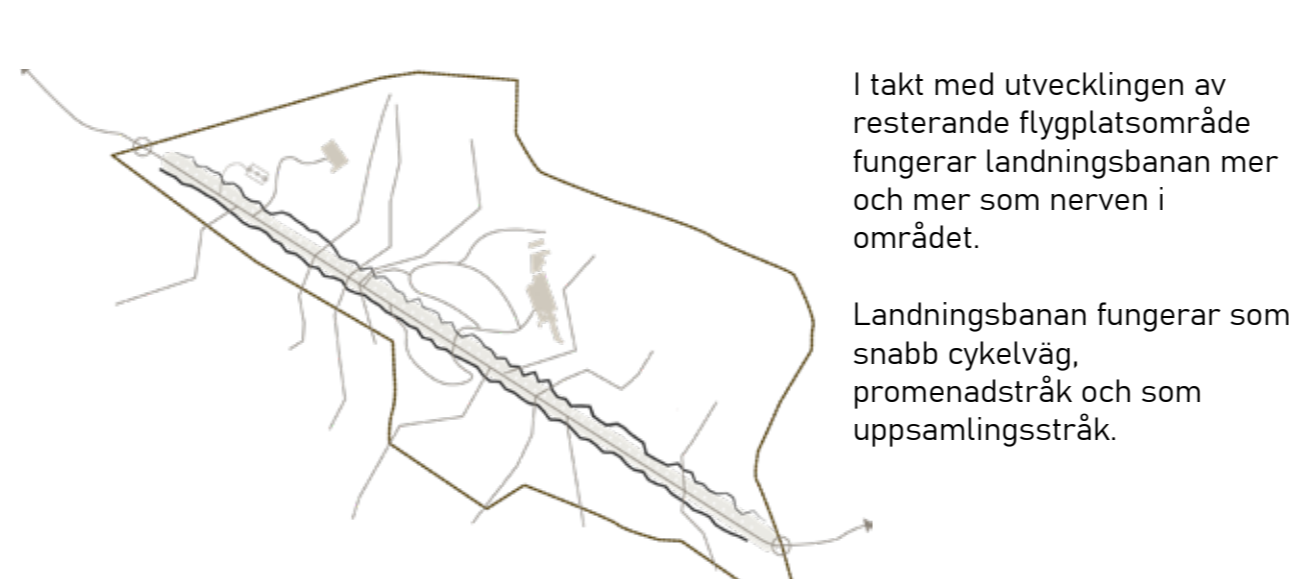 I takt med utvecklingen av
resterande flygplatsområde
fungerar landningsbanan mer
och mer som nerven i
området.

Landningsbanan fungerar som
snabb cykelväg,
promenadstråk och som
uppsamlingsstråk.